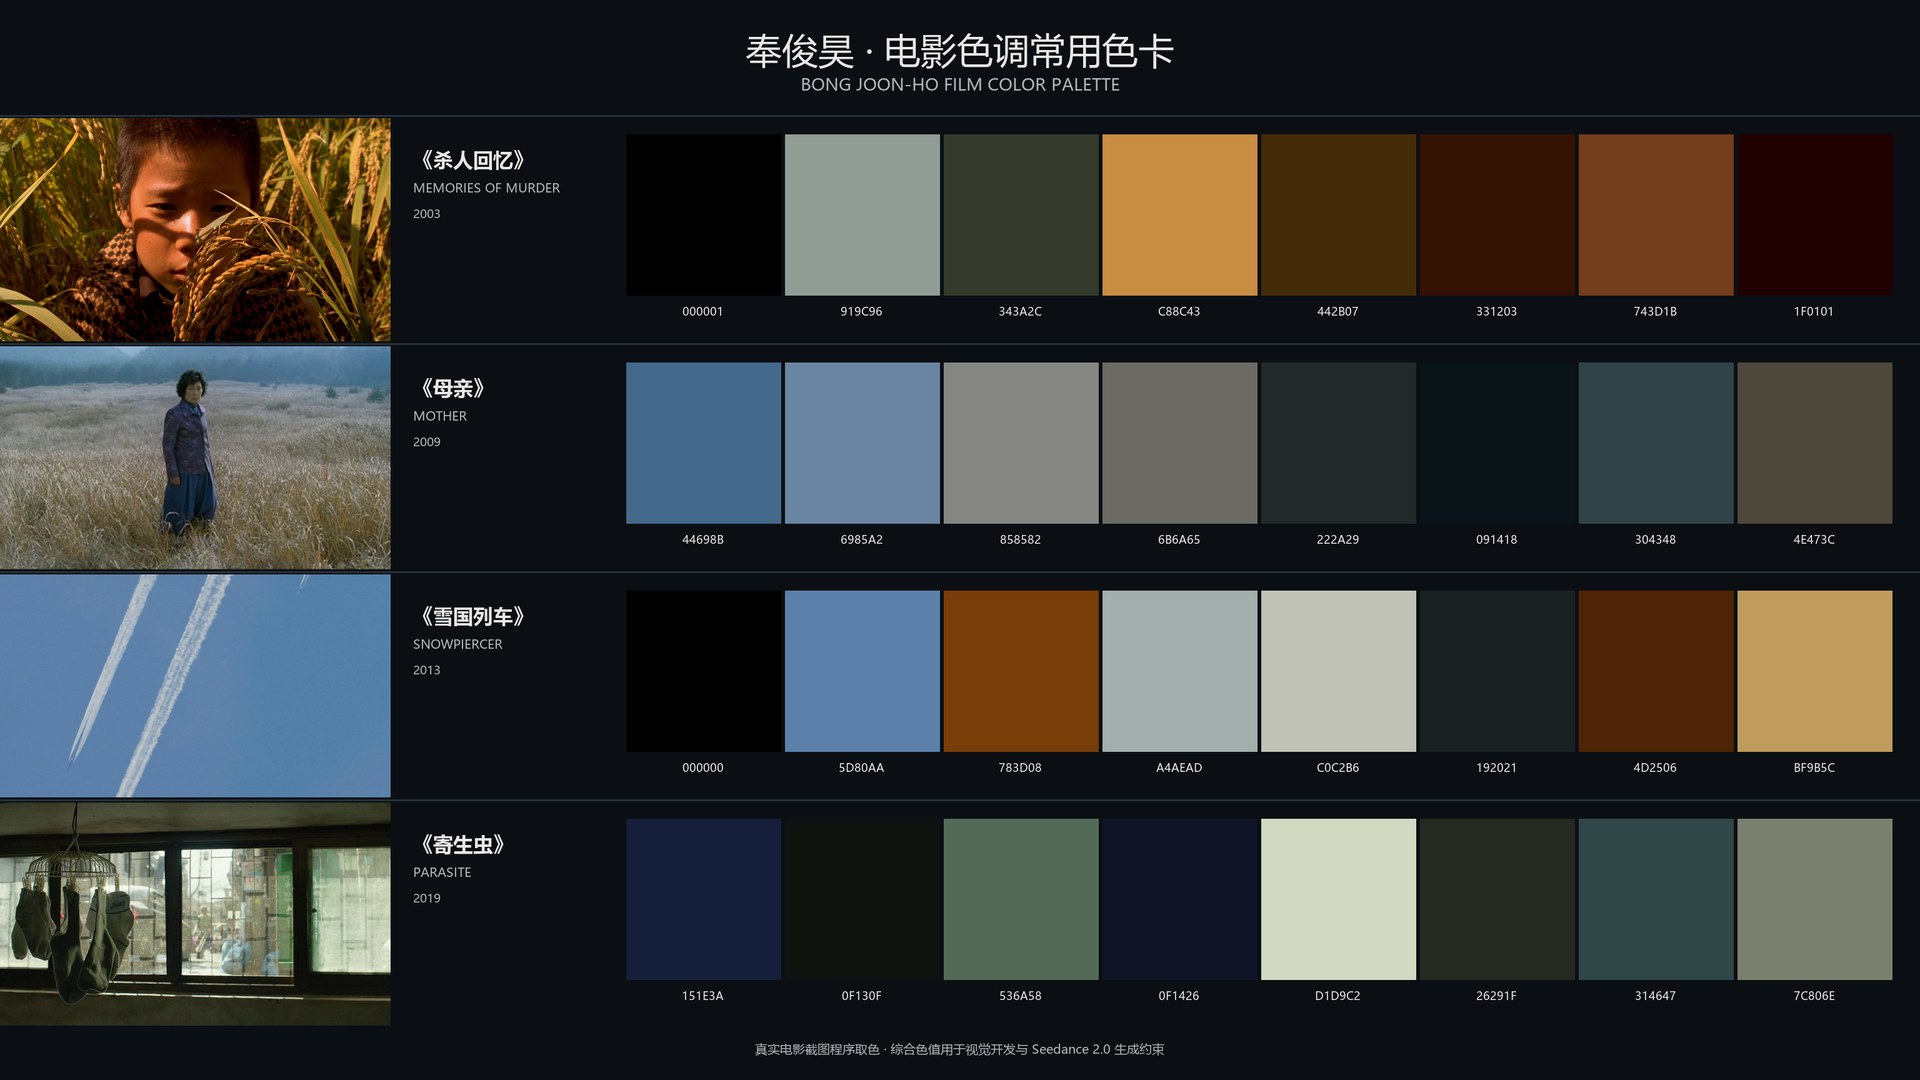 奉俊昊 · 电影色调常用色卡
BONG JOON-HO FILM COLOR PALETTE
《杀人回忆》
MEMORIES OF MURDER
2003
000001 919C96 343A2C C88C43 442B07 331203 743D1B 1F0101
《母亲》
MOTHER
2009
44698B 6985A2 858582 6B6A65 222A29 091418 304348 4E473C
《雪国列车》
SNOWPIERCER
2013
000000 5D80AA 783D08 A4AEAD C0C2B6 192021 4D2506 BF9B5C
《寄生虫》
PARASITE
2019
151E3A 0F130F 536A58 0F1426 D1D9C2 26291F 314647 7C806E
真实电影截图程序取色 · 综合色值用于视觉开发与 Seedance 2.0 生成约束